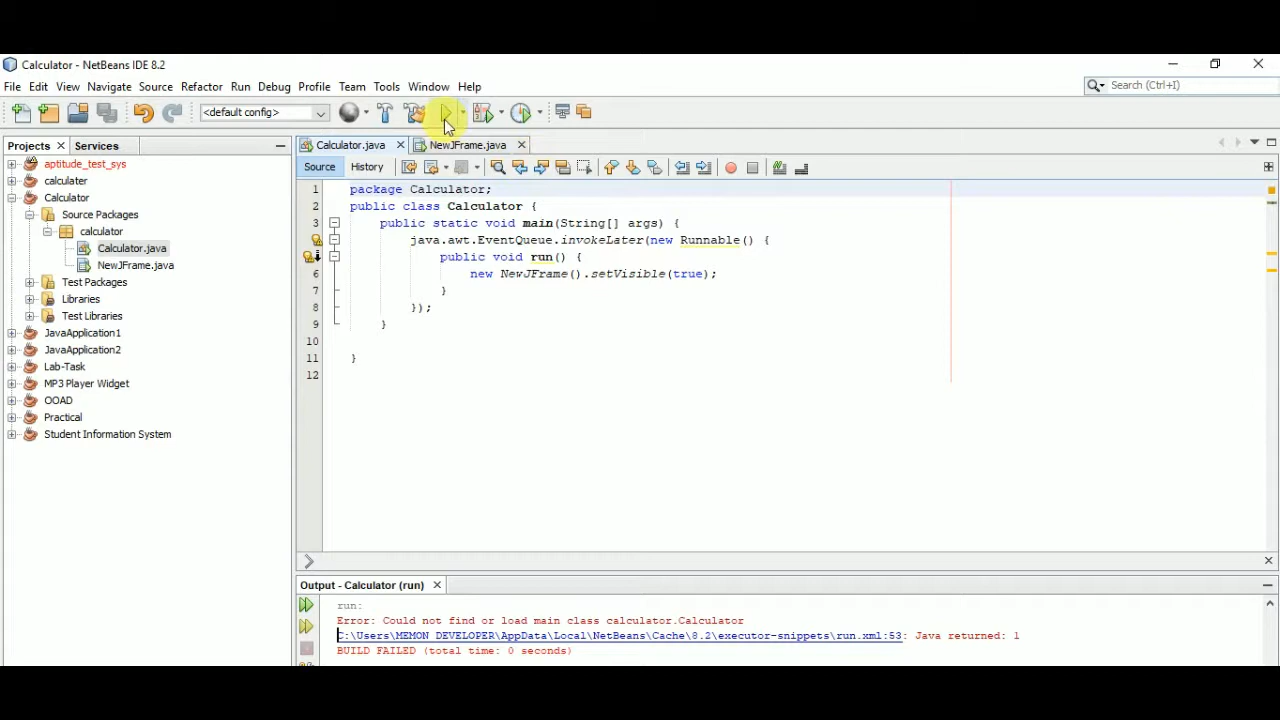 Calculator - NetBeans IDE 8.2
File Edit View Navigate Source Refactor Run Debug Profile Team Tools Window Help
Search (Ctrl+I)
<default config>
Projects Services
aptitude_test_sys
calculater
Calculator
Source Packages
calculator
Calculator.java
NewJFrame.java
Test Packages
Libraries
Test Libraries
JavaApplication1
JavaApplication2
Lab-Task
MP3 Player Widget
OOAD
Practical
Student Information System
Calculator.java NewJFrame.java
Source History
1 package Calculator;
2 public class Calculator {
3 public static void main(String[] args) {
java.awt.EventQueue.invokeLater(new Runnable() {
public void run() {
6 new NewJFrame().setVisible(true);
7 }
8 });
9 }
10
11 }
12
Output - Calculator (run)
run:
Error: Could not find or load main class calculator.Calculator
C:\Users\MEMON DEVELOPER\AppData\Local\NetBeans\Cache\8.2\executor-snippets\run.xml:53: Java returned: 1
BUILD FAILED (total time: 0 seconds)